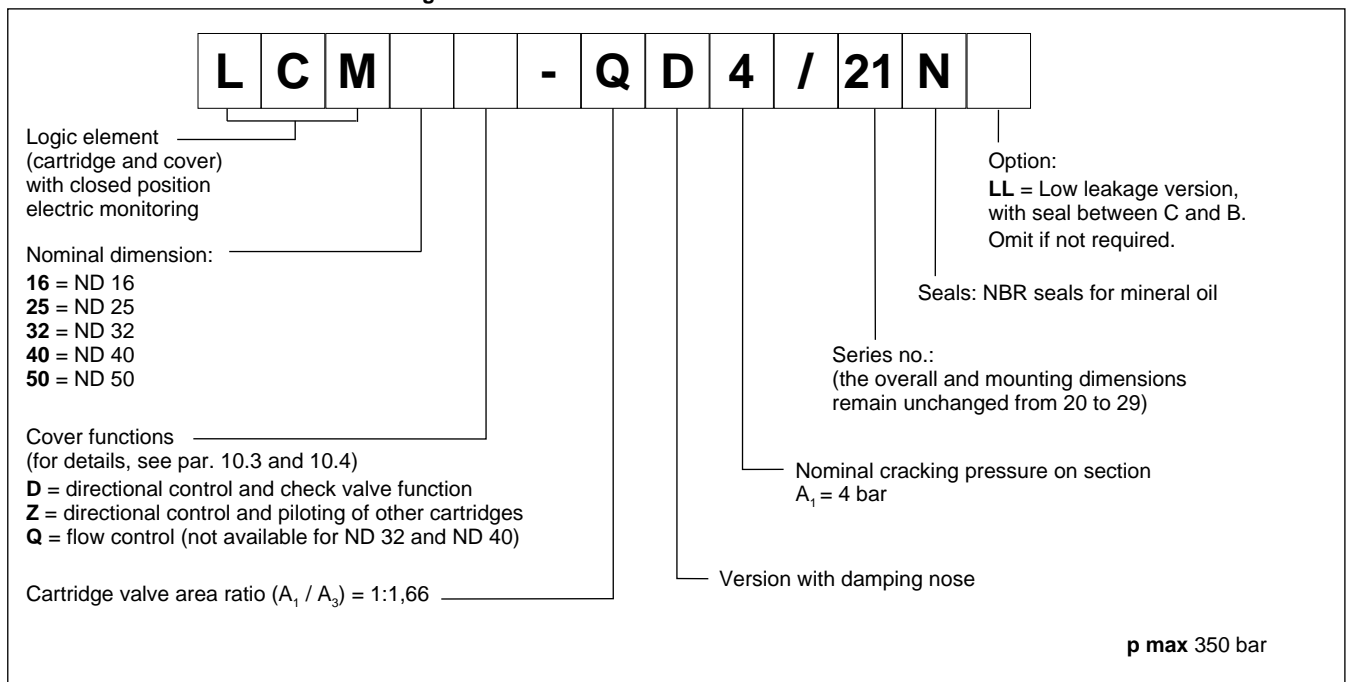 L C M - Q D 4 / 21 N
Logic element
(cartridge and cover)
with closed position
electric monitoring
Nominal dimension:
16 = ND 16
25 = ND 25
32 = ND 32
40 = ND 40
50 = ND 50
Cover functions
(for details, see par. 10.3 and 10.4)
D = directional control and check valve function
Z = directional control and piloting of other cartridges
Q = flow control (not available for ND 32 and ND 40)
Cartridge valve area ratio (A₁ / A₃) = 1:1,66
Option:
LL = Low leakage version,
with seal between C and B.
Omit if not required.
Seals: NBR seals for mineral oil
Series no.:
(the overall and mounting dimensions
remain unchanged from 20 to 29)
Nominal cracking pressure on section
A₁ = 4 bar
Version with damping nose
p max 350 bar